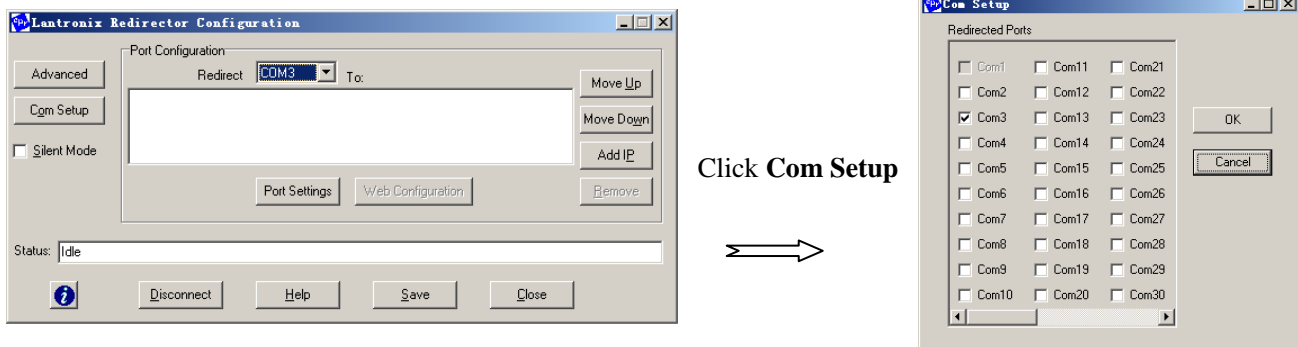 Lantronix Redirector Configuration
Port Configuration
Advanced
Redirect COM3 To:
Move Up
Com Setup
Move Down
Silent Mode
Add IP
Port Settings
Web Configuration
Remove
Status: Idle
Disconnect
Help
Save
Close
Click Com Setup
Com Setup
Redirected Ports
Com1 Com11 Com21
Com2 Com12 Com22
Com3 Com13 Com23
OK
Com4 Com14 Com24
Com5 Com15 Com25
Cancel
Com6 Com16 Com26
Com7 Com17 Com27
Com8 Com18 Com28
Com9 Com19 Com29
Com10 Com20 Com30